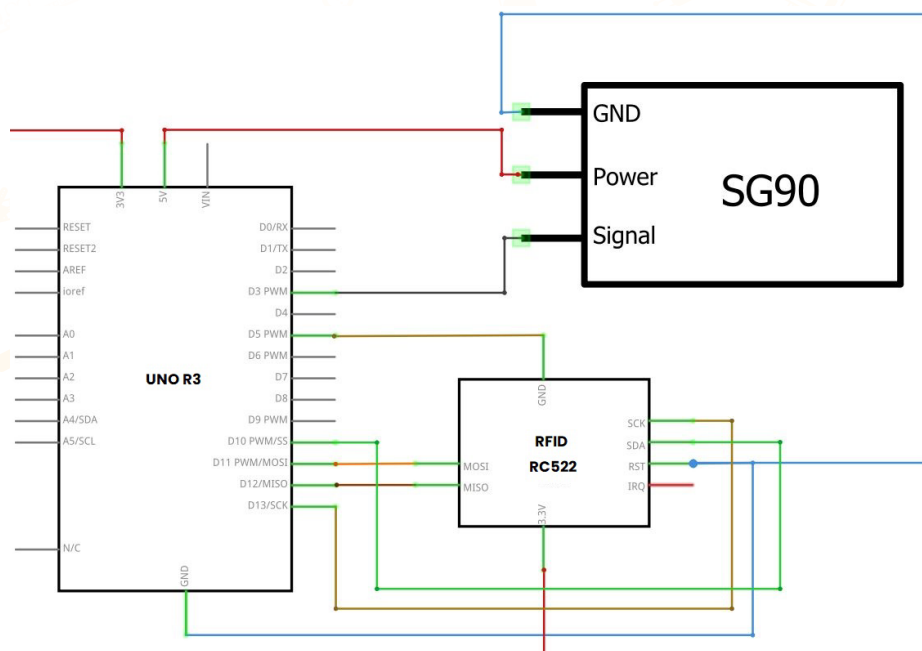 GND
Power
Signal
SG90
3V3
5V
VIN
RESET
RESET2
AREF
ioref
A0
A1
A2
A3
A4/SDA
A5/SCL
N/C
UNO R3
D0/RX
D1/TX
D2
D3 PWM
D4
D5 PWM
D6 PWM
D7
D8
D9 PWM
D10 PWM/SS
D11 PWM/MOSI
D12/MISO
D13/SCK
GND
GND
RFID
RC522
MOSI
MISO
SCK
SDA
RST
IRQ
3.3V